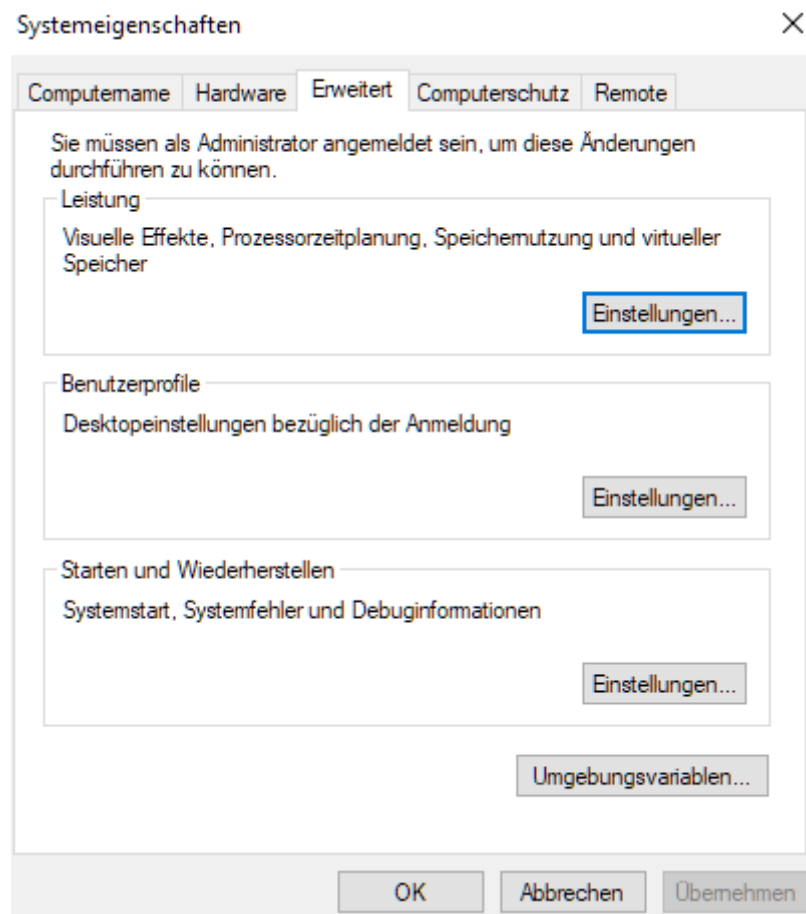 Systemeigenschaften
Computername Hardware Erweitert Computerschutz Remote
Sie müssen als Administrator angemeldet sein, um diese Änderungen
durchführen zu können.
Leistung
Visuelle Effekte, Prozessorzeitplanung, Speichernutzung und virtueller
Speicher
Einstellungen...
Benutzerprofile
Desktopeinstellungen bezüglich der Anmeldung
Einstellungen...
Starten und Wiederherstellen
Systemstart, Systemfehler und Debuginformationen
Einstellungen...
Umgebungsvariablen...
OK Abbrechen Übernehmen